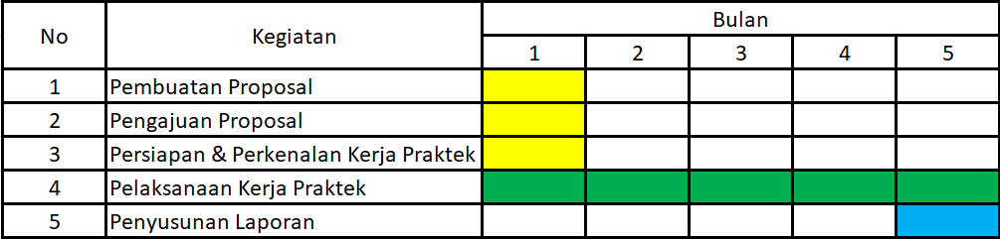 No Kegiatan Bulan
1 2 3 4 5
1 Pembuatan Proposal
2 Pengajuan Proposal
3 Persiapan & Perkenalan Kerja Praktek
4 Pelaksanaan Kerja Praktek
5 Penyusunan Laporan